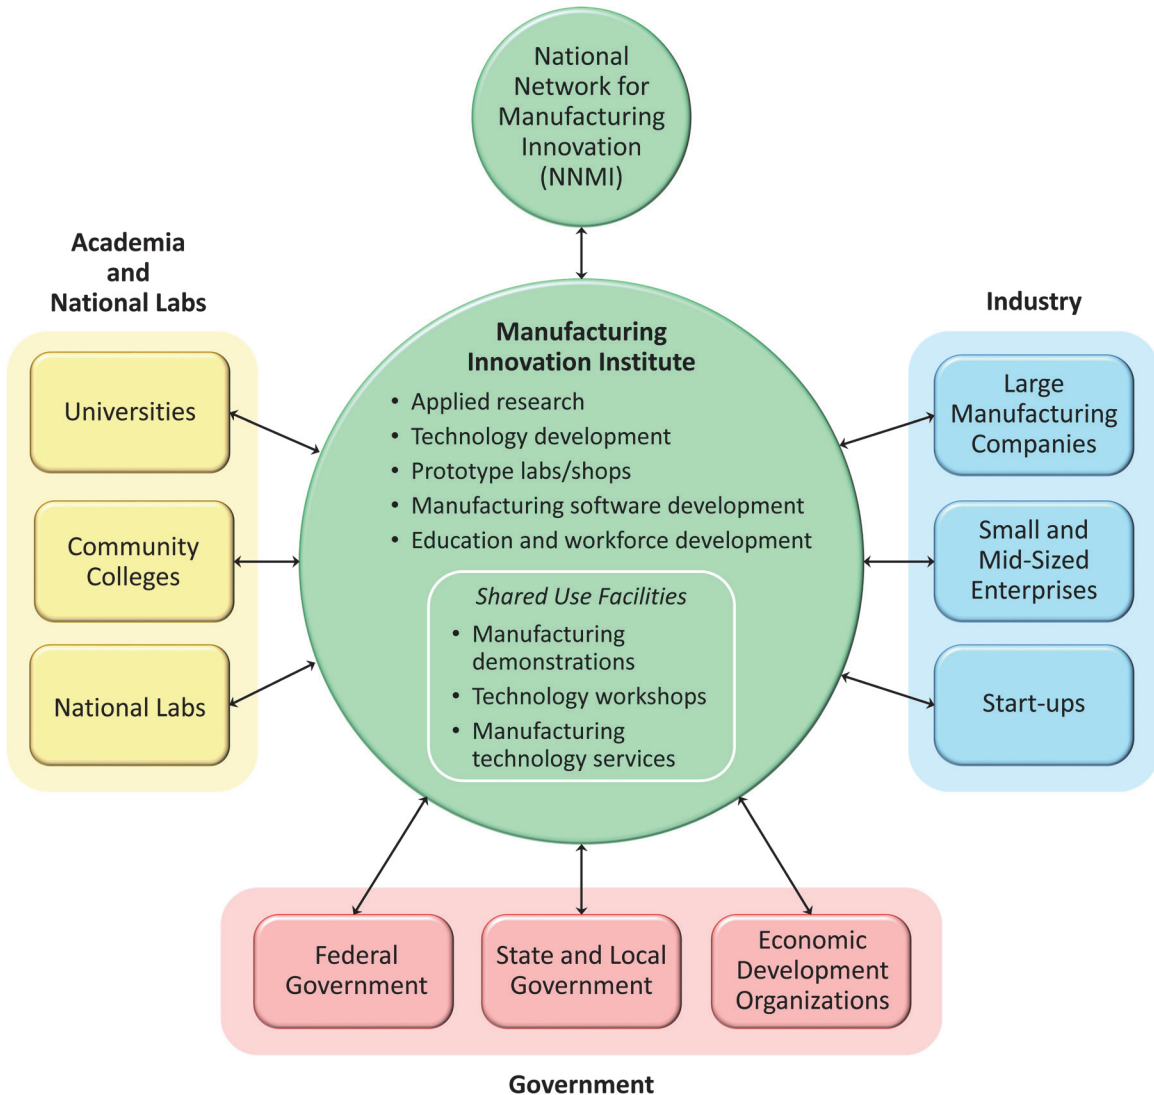 National
Network for
Manufacturing
Innovation
(NNMI)
Academia
and
National Labs
Universities
Community
Colleges
National Labs
Manufacturing
Innovation Institute
• Applied research
• Technology development
• Prototype labs/shops
• Manufacturing software development
• Education and workforce development
Shared Use Facilities
• Manufacturing
demonstrations
• Technology workshops
• Manufacturing
technology services
Industry
Large
Manufacturing
Companies
Small and
Mid-Sized
Enterprises
Start-ups
Federal
Government
State and Local
Government
Economic
Development
Organizations
Government